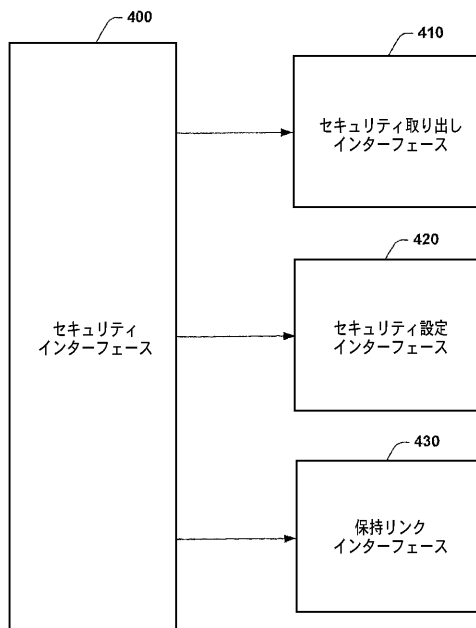 400
セキュリティ
インターフェース
410
セキュリティ取り出し
インターフェース
420
セキュリティ設定
インターフェース
430
保持リンク
インターフェース